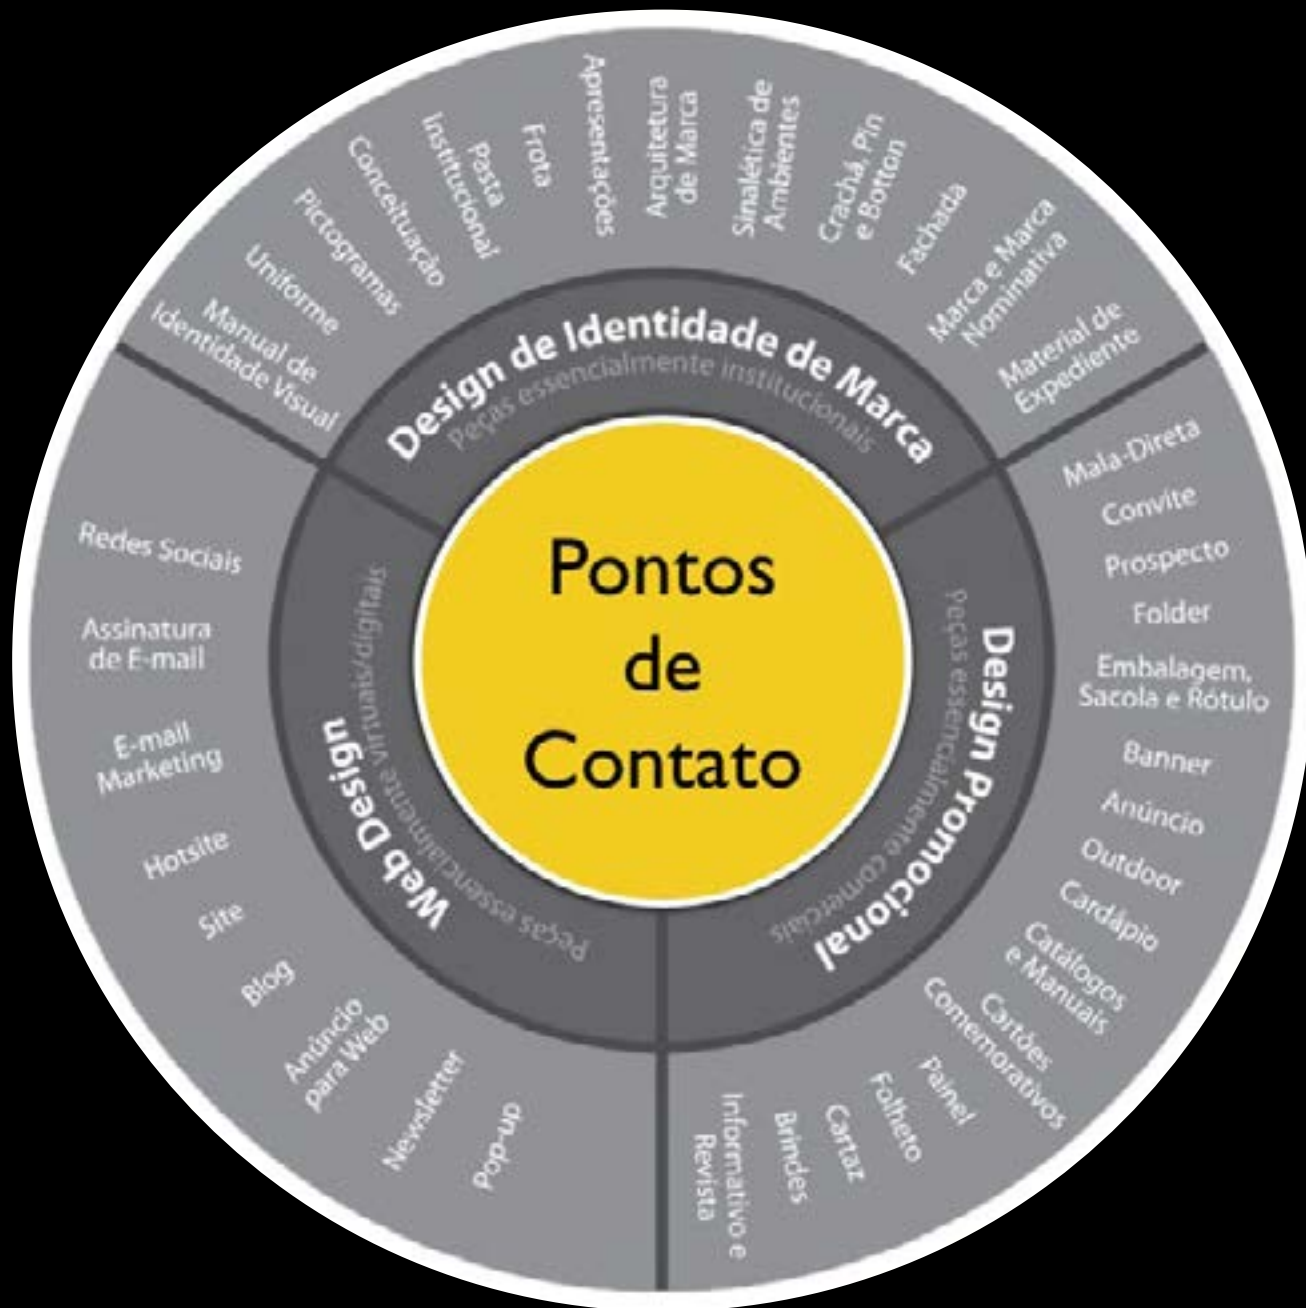 Pontos
de
Contato
Design de Identidade de Marca
Peças essencialmente institucionais
Manual de
Identidade Visual
Uniforme
Pictogramas
Conceituação
Pasta
Institucional
Frota
Apresentações
Arquitetura
de Marca
Sinalética de
Ambientes
Crachá, Pin
e Botton
Fachada
Marca e Marca
Nominativa
Material de
Expediente
Design Promocional
Peças essencialmente comerciais
Mala-Direta
Convite
Prospecto
Folder
Embalagem,
Sacola e Rótulo
Banner
Anúncio
Outdoor
Cardápio
Catálogos
e Manuais
Cartões
Comemorativos
Painel
Folheto
Cartaz
Brindes
Informativo e
Revista
Web Design
Peças essencialmente virtuais/digitais
Pop-up
Newsletter
Anúncio
para Web
Blog
Site
Hotsite
E-mail
Marketing
Assinatura
de E-mail
Redes Sociais